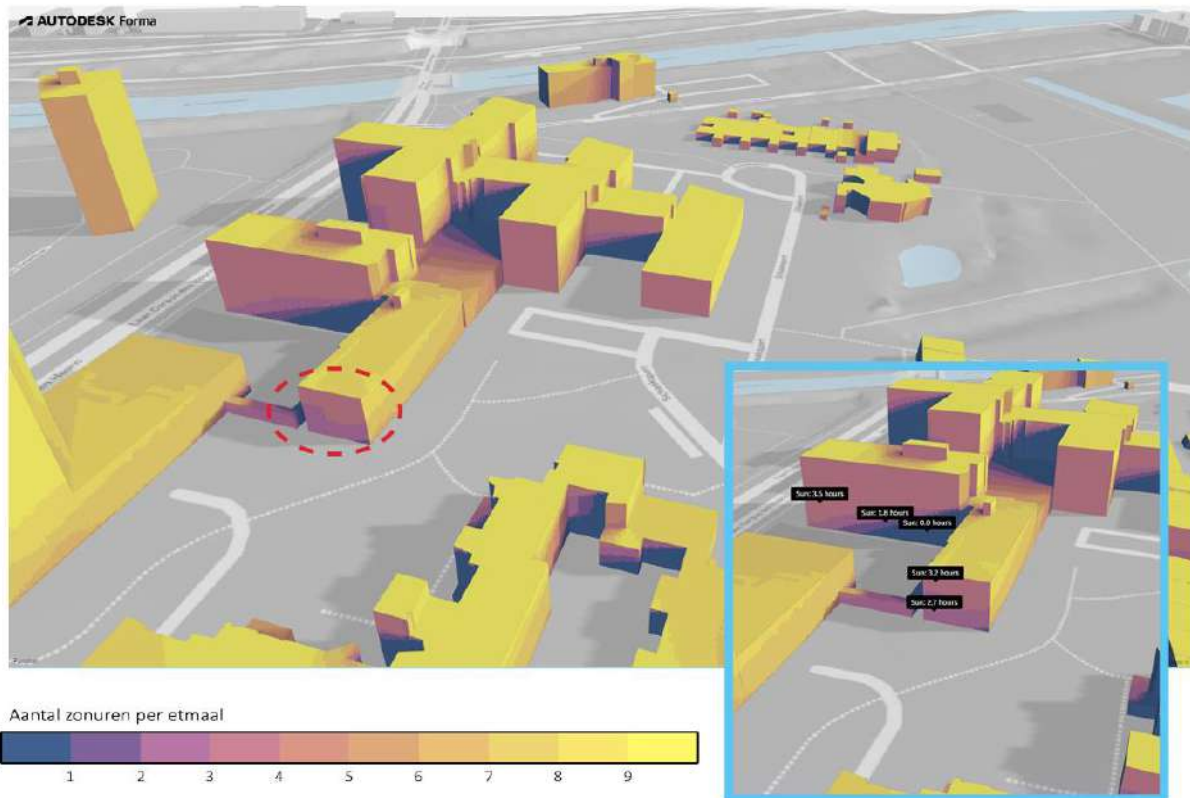 AUTODESK Forma
Sun: 3.5 hours
Sun: 1.8 hours
Sun: 0.0 hours
Sun: 3.2 hours
Sun: 2.7 hours
Aantal zonuren per etmaal
1 2 3 4 5 6 7 8 9